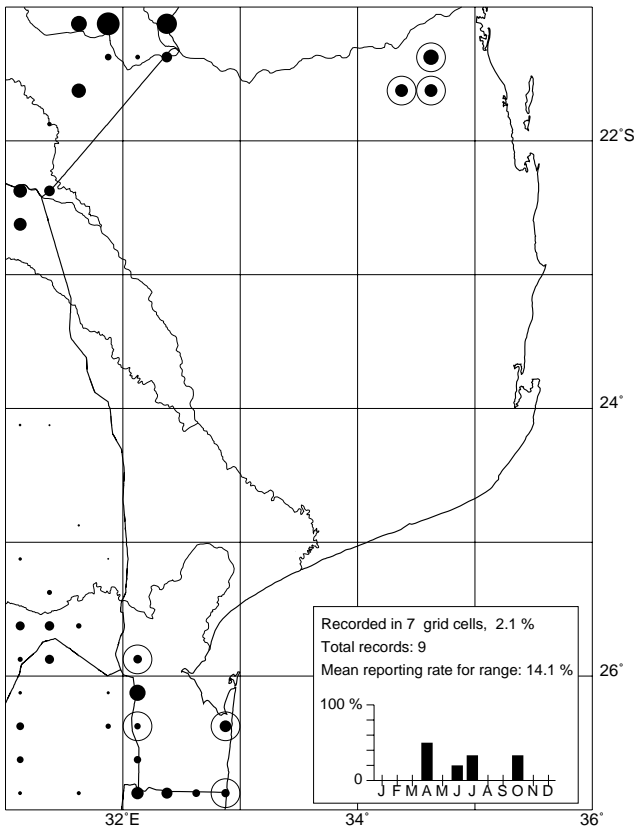 22˚S
24˚
Recorded in 7 grid cells, 2.1 %
Total records: 9
Mean reporting rate for range: 14.1 %
26˚
100 %
0
J F M A M J J A S O N D
32˚E
34˚
36˚